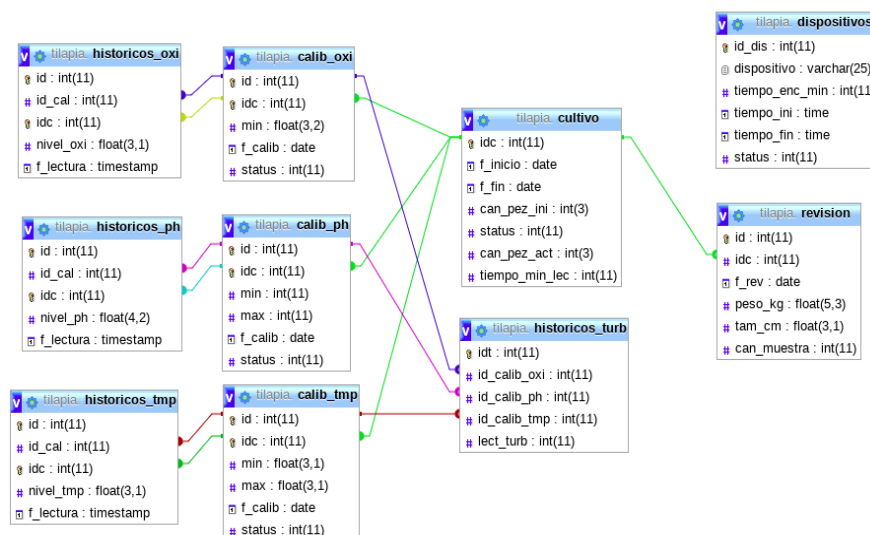 tilapia. historicos_oxi
id : int(11)
id_cal : int(11)
idc : int(11)
nivel_oxi : float(3,1)
f_lectura : timestamp
tilapia. calib_oxi
id : int(11)
idc : int(11)
min : float(3,2)
f_calib : date
status : int(11)
tilapia. historicos_ph
id : int(11)
id_cal : int(11)
idc : int(11)
nivel_ph : float(4,2)
f_lectura : timestamp
tilapia. calib_ph
id : int(11)
idc : int(11)
min : int(11)
max : int(11)
f_calib : date
status : int(11)
tilapia. historicos_tmp
id : int(11)
id_cal : int(11)
idc : int(11)
nivel_tmp : float(3,1)
f_lectura : timestamp
tilapia. calib_tmp
id : int(11)
idc : int(11)
min : float(3,1)
max : float(3,1)
f_calib : date
status : int(11)
tilapia. cultivo
idc : int(11)
f_inicio : date
f_fin : date
can_pez_ini : int(3)
status : int(11)
can_pez_act : int(3)
tiempo_min_lec : int(11)
tilapia. historicos_turb
idt : int(11)
id_calib_oxi : int(11)
id_calib_ph : int(11)
id_calib_tmp : int(11)
lect_turb : int(11)
tilapia. dispositivos
id_dis : int(11)
dispositivo : varchar(25)
tiempo_enc_min : int(11
tiempo_ini : time
tiempo_fin : time
status : int(11)
tilapia. revision
id : int(11)
idc : int(11)
f_rev : date
peso_kg : float(5,3)
tam_cm : float(3,1)
can_muestra : int(11)